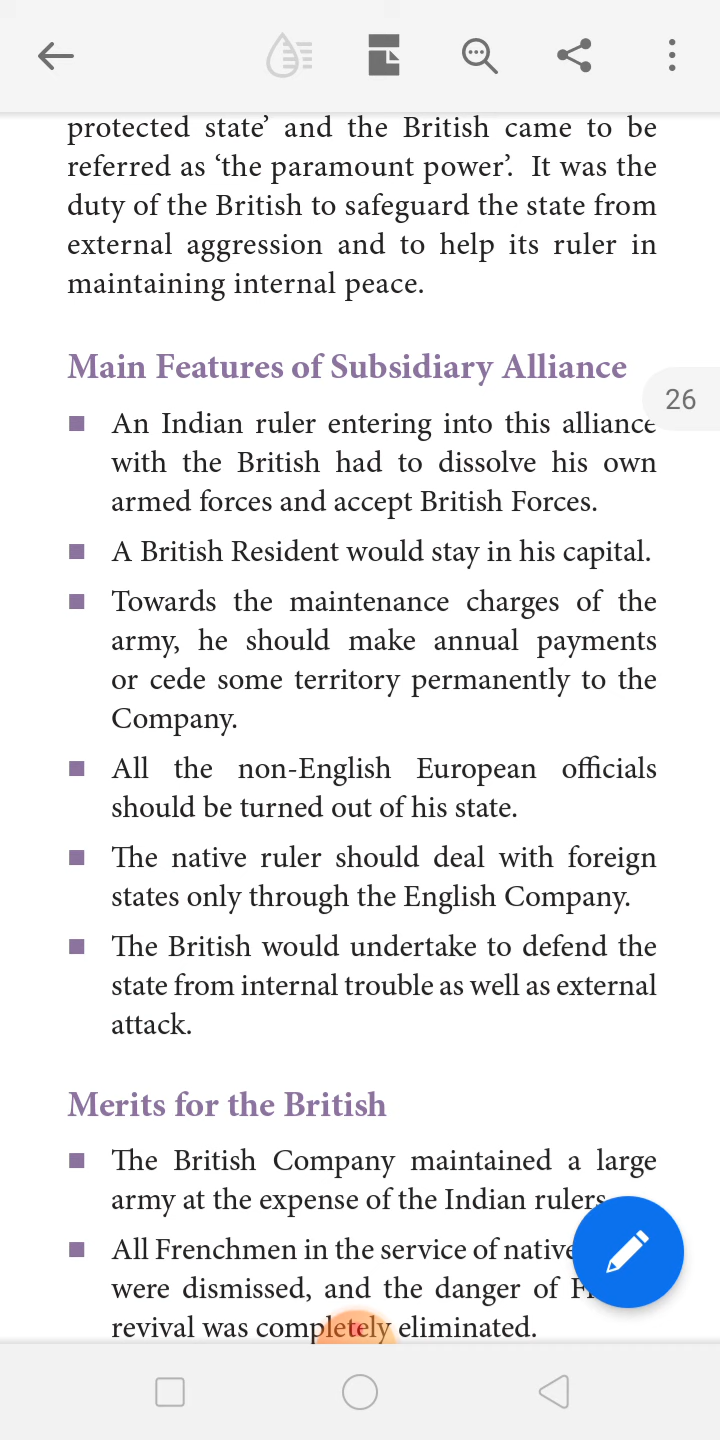 protected state’ and the British came to be
referred as ‘the paramount power’. It was the
duty of the British to safeguard the state from
external aggression and to help its ruler in
maintaining internal peace.
Main Features of Subsidiary Alliance
26
■ An Indian ruler entering into this alliance
with the British had to dissolve his own
armed forces and accept British Forces.
■ A British Resident would stay in his capital.
■ Towards the maintenance charges of the
army, he should make annual payments
or cede some territory permanently to the
Company.
■ All the non-English European officials
should be turned out of his state.
■ The native ruler should deal with foreign
states only through the English Company.
■ The British would undertake to defend the
state from internal trouble as well as external
attack.
Merits for the British
■ The British Company maintained a large
army at the expense of the Indian rulers
■ All Frenchmen in the service of native
were dismissed, and the danger of
revival was completely eliminated.